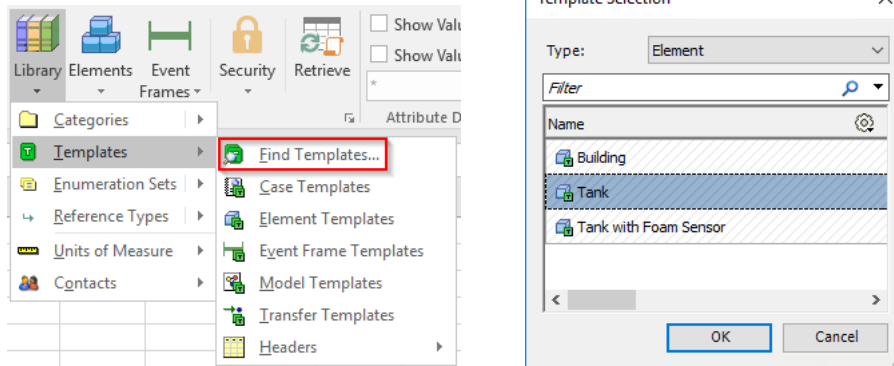 Show Valu
Library Elements Event Frames Security Retrieve
Show Valu
*
Attribute D
Categories
Templates
Enumeration Sets
Reference Types
Units of Measure
Contacts
Find Templates...
Case Templates
Element Templates
Event Frame Templates
Model Templates
Transfer Templates
Headers
Template Selection
Type: Element
Filter
Name
Building
Tank
Tank with Foam Sensor
OK Cancel